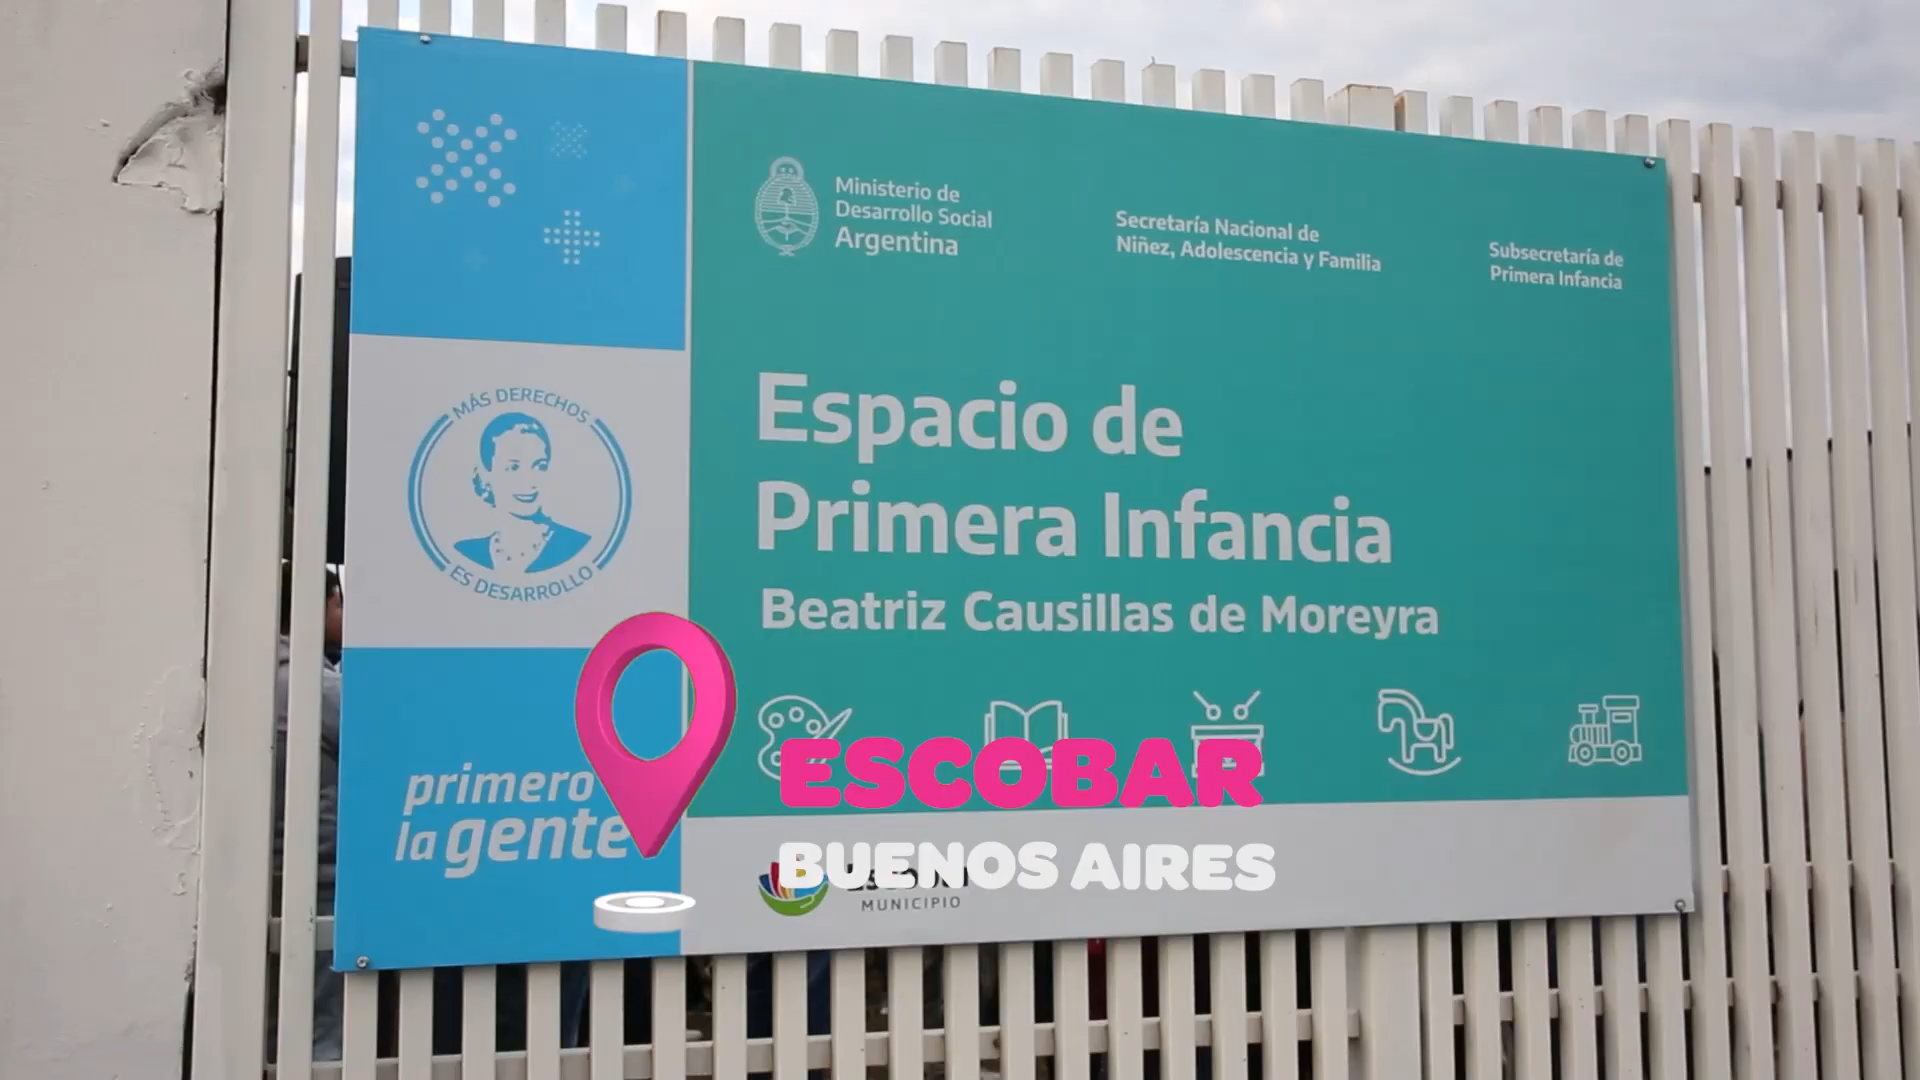 Ministerio de
Desarrollo Social
Argentina
Secretaría Nacional de
Niñez, Adolescencia y Familia
Subsecretaría de
Primera Infancia
MÁS DERECHOS
ES DESARROLLO
Espacio de
Primera Infancia
Beatriz Causillas de Moreyra
primero
la gente
ESCOBAR
BUENOS AIRES
MUNICIPIO